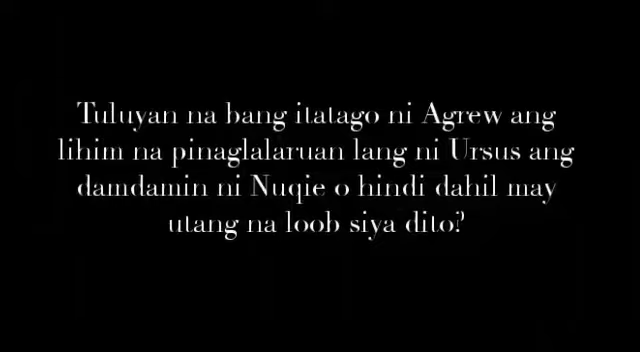 Tuluyan na bang itatago ni Agrew ang
lihim na pinaglalaruan lang ni Ursus ang
damdamin ni Nuqie o hindi dahil may
utang na loob siya dito?